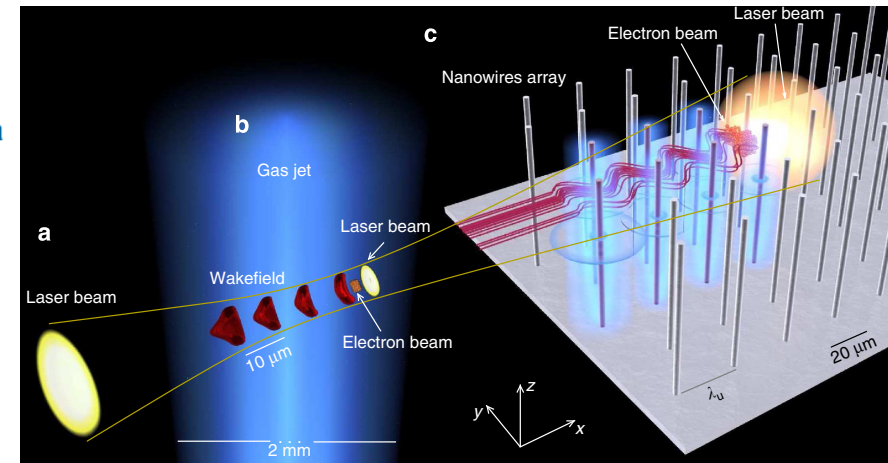 a
Laser beam
b
Gas jet
Wakefield
10 μm
Laser beam
Electron beam
2 mm
c
Nanowires array
Electron beam
Laser beam
20 μm
λu
z
y
x